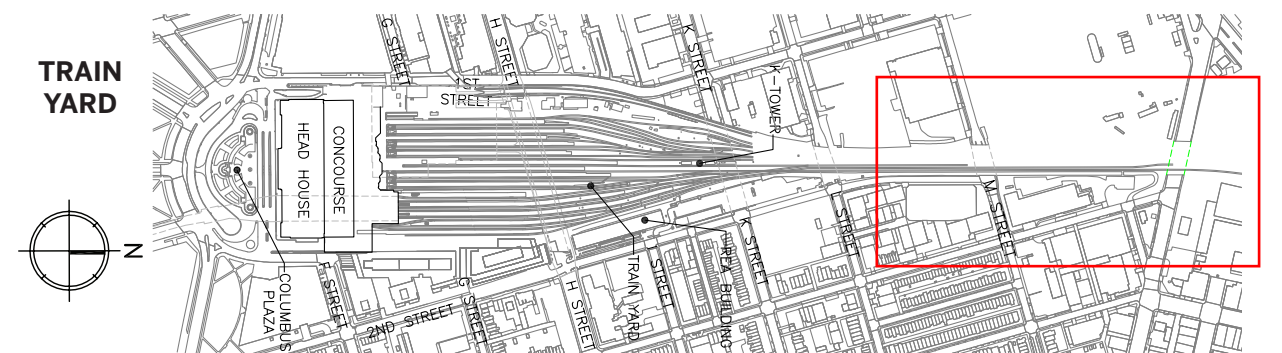 TRAIN
YARD
G STREET
H STREET
K STREET
1ST
STREET
K-TOWER
HEAD HOUSE
CONCOURSE
N
COLUMBUS
PLAZA
F STREET
2ND STREET
G STREET
H STREET
TRAIN YARD
STREET
UREA BUILDING
K STREET
L STREET
M STREET